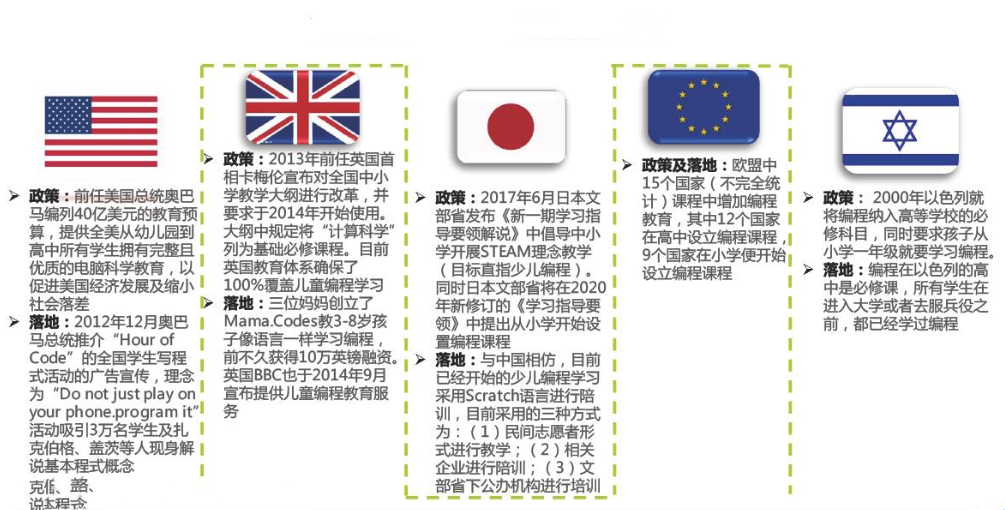 政策：前任美国总统奥巴
马编列40亿美元的教育预
算，提供全美从幼儿园到
高中所有学生拥有完整且
优质的电脑科学教育，以
促进美国经济发展及缩小
社会落差
落地：2012年12月奥巴
马总统推介“Hour of
Code”的全国学生写程
式活动的广告宣传，理念
为“Do not just play on
your phone.program it”
活动吸引3万名学生及扎
克伯格、盖茨等人现身解
说基本程式概念
说基本程式念
政策：2013年前任英国首
相卡梅伦宣布对全国中小
学教学大纲进行改革，并
要求于2014年开始使用。
大纲中规定将“计算科学”
列为基础必修课程。目前
英国教育体系确保了
100%覆盖儿童编程学习
落地：三位妈妈创立了
Mama.Codes教3-8岁孩
子像语言一样学习编程，
前不久获得10万英镑融资。
英国BBC也于2014年9月
宣布提供儿童编程教育服
务
政策：2017年6月日本文
部省发布《新一期学习指
导要领解说》中倡导中小
学开展STEAM理念教学
（目标直指少儿编程）。
同时日本文部省将在2020
年新修订的《学习指导要
领》中提出从小学开始设
置编程课程
落地：与中国相仿，目前
已经开始的少儿编程学习
采用Scratch语言进行培
训，目前采用的三种方式
为：（1）民间志愿者形
式进行教学；（2）相关
企业进行陪训；（3）文
部省下公办机构进行培训
政策及落地：欧盟中
15个国家（不完全统
计）课程中增加编程
教育，其中12个国家
在高中设立编程课程，
9个国家在小学便开始
设立编程课程
政策： 2000年以色列就
将编程纳入高等学校的必
修科目，同时要求孩子从
小学一年级就要学习编程。
落地：编程在以色列的高
中是必修课，所有学生在
进入大学或者去服兵役之
前，都已经学过编程